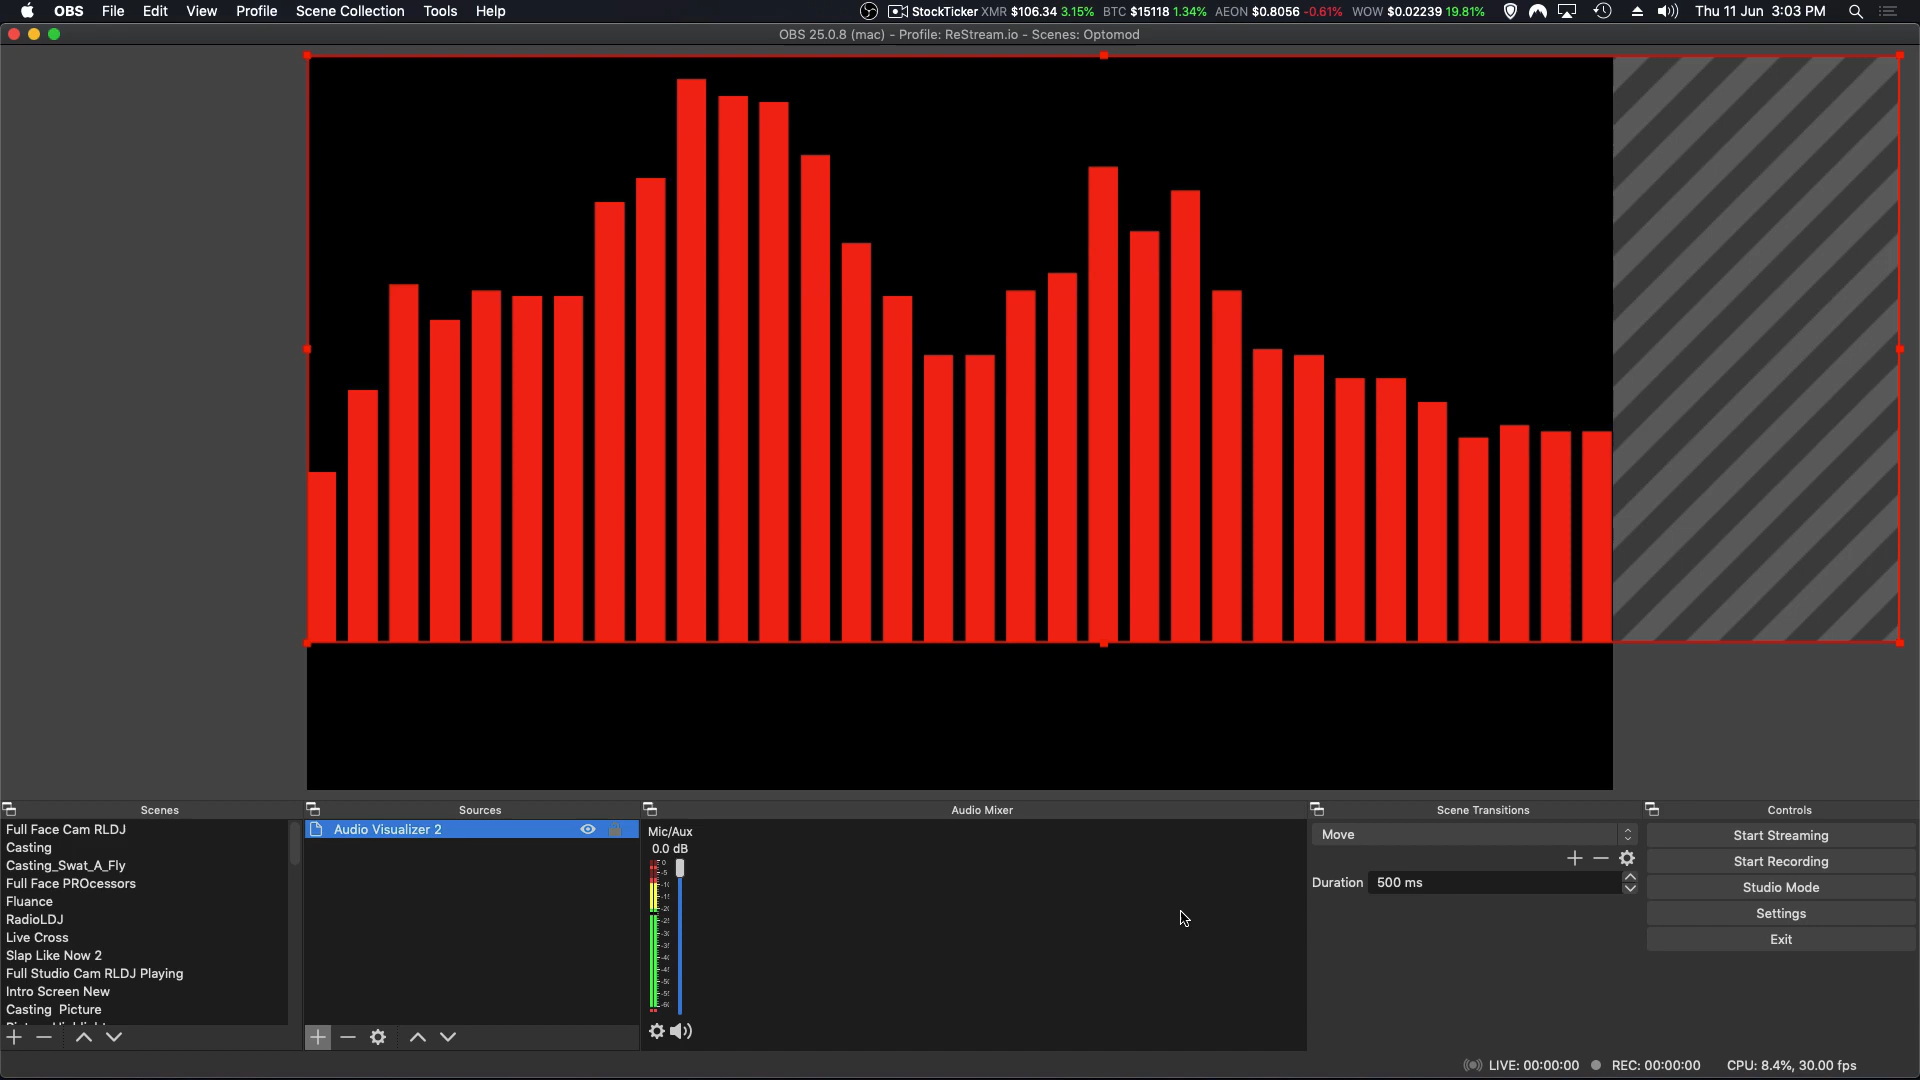 OBS File Edit View Profile Scene Collection Tools Help StockTicker XMR $106.34 3.15% BTC $15118 1.34% AEON $0.8056 -0.61% WOW $0.02239 19.81% Thu 11 Jun 3:03 PM
OBS 25.0.8 (mac) - Profile: ReStream.io - Scenes: Optomod
Scenes
Full Face Cam RLDJ
Casting
Casting_Swat_A_Fly
Full Face PROcessors
Fluance
RadioLDJ
Live Cross
Slap Like Now 2
Full Studio Cam RLDJ Playing
Intro Screen New
Casting Picture
Sources
Audio Visualizer 2
Audio Mixer
Mic/Aux
0.0 dB
Scene Transitions
Move
Duration 500 ms
Controls
Start Streaming
Start Recording
Studio Mode
Settings
Exit
LIVE: 00:00:00 REC: 00:00:00 CPU: 8.4%, 30.00 fps